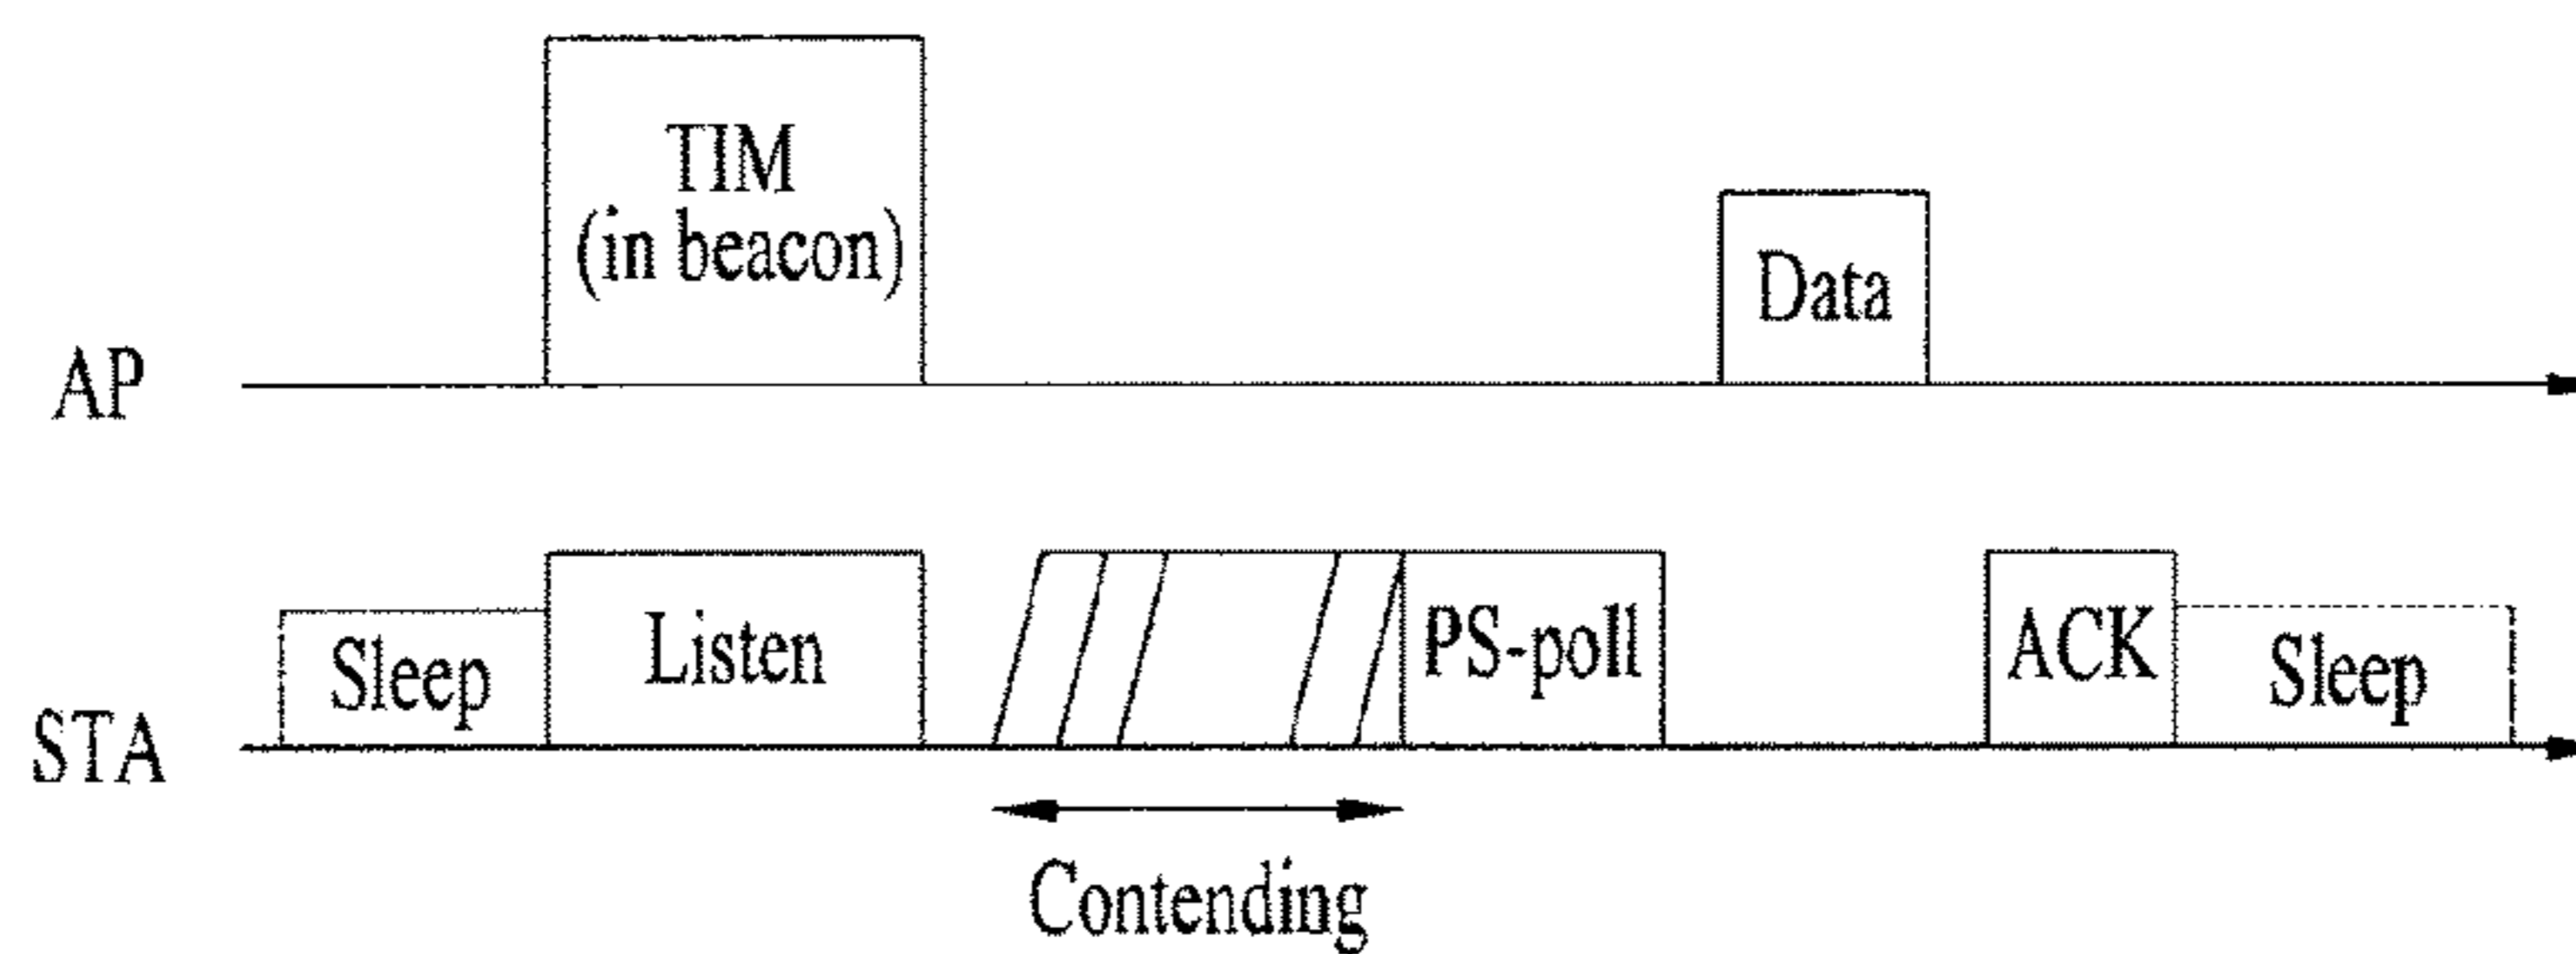 TIM
(in beacon)
Data
AP
Sleep
Listen
PS-poll
ACK
Sleep
STA
Contending